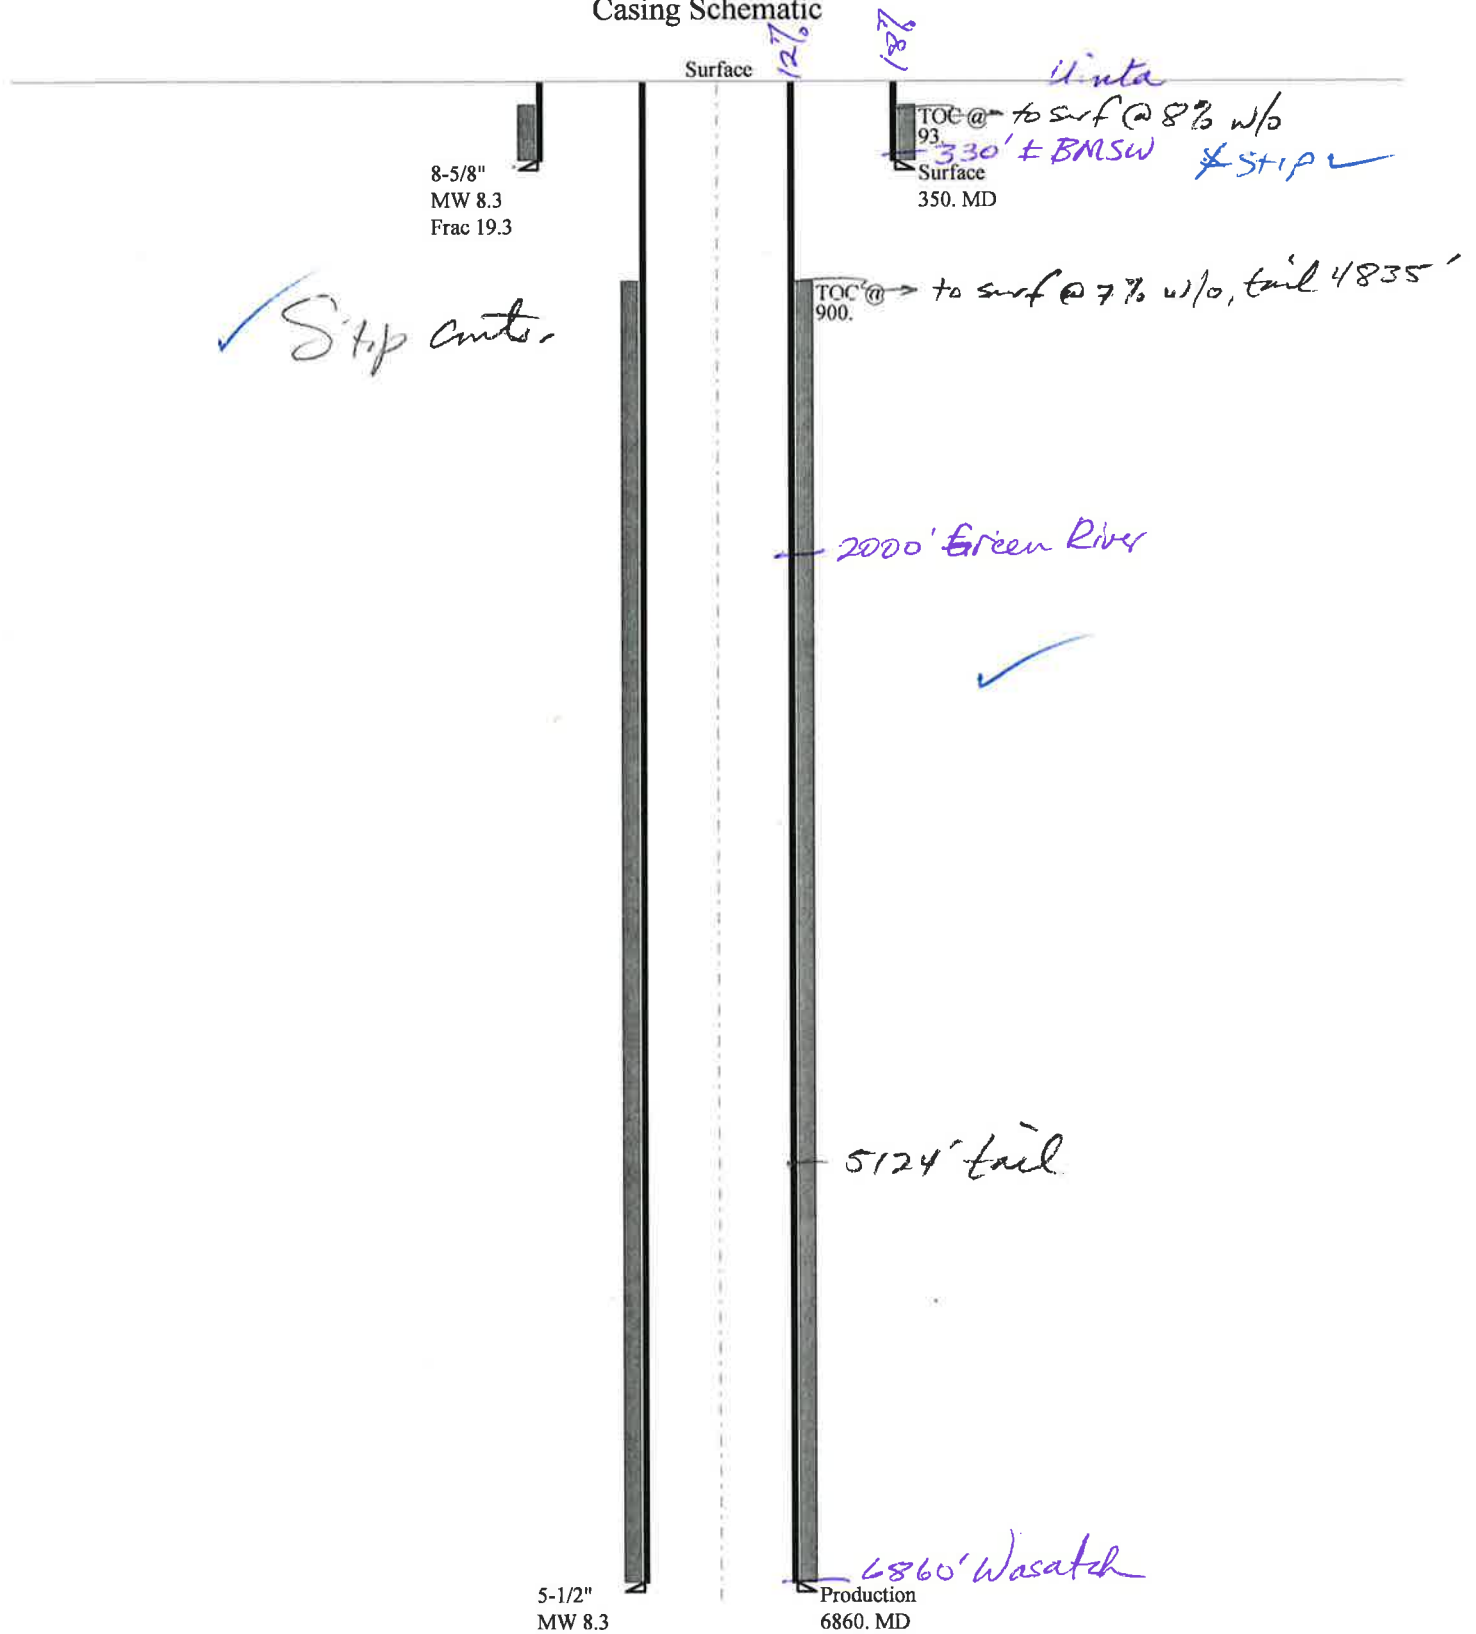 Casing Schematic
12%
18%
Surface
Uinta
TOC @ to surf @ 8% w/o
93.
330' ± BMSW * Stip
Surface
350. MD
8-5/8"
MW 8.3
Frac 19.3
TOC @ to surf @ 7% w/o, tail 4835'
900.
Stip
2000' Green River
5124' tail
6860' Wasatch
5-1/2"
MW 8.3
Production
6860. MD